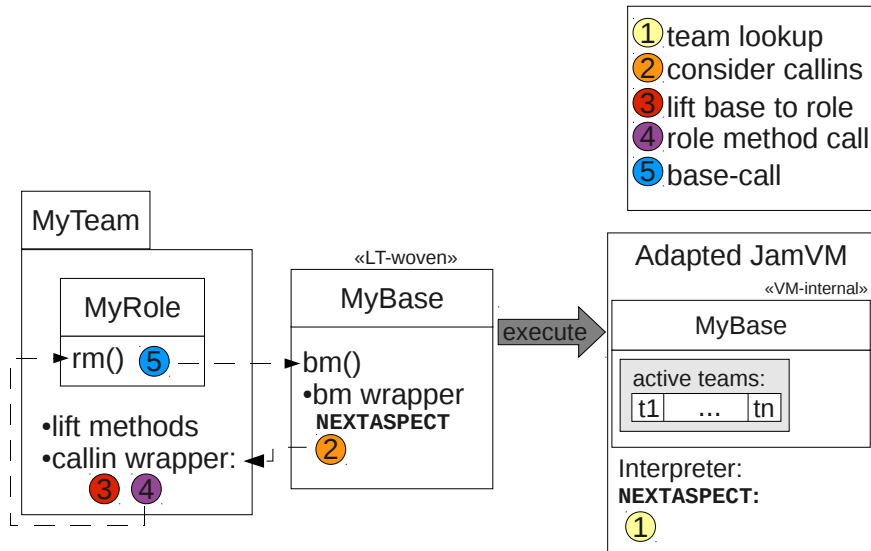 1 team lookup
2 consider callins
3 lift base to role
4 role method call
5 base-call
MyTeam
MyRole
rm() 5
•lift methods
•callin wrapper:
3 4
«LT-woven»
MyBase
bm()
•bm wrapper
NEXTASPECT
2
execute
Adapted JamVM
«VM-internal»
MyBase
active teams:
t1 ... tn
Interpreter:
NEXTASPECT:
1